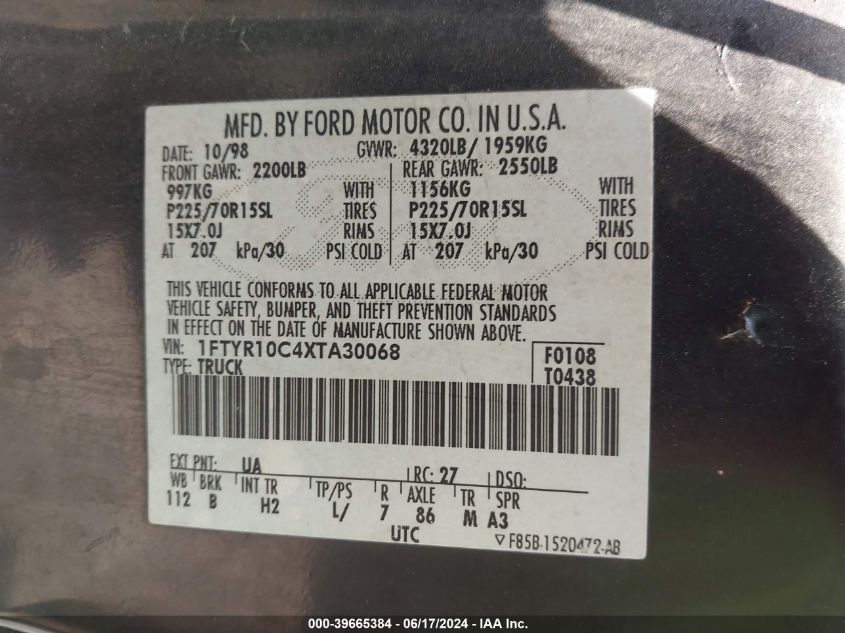 MFD. BY FORD MOTOR CO. IN U.S.A.
DATE: 10/98 GVWR: 4320LB/ 1959KG
FRONT GAWR: 2200LB REAR GAWR: 2550LB
997KG WITH 1156KG WITH
P225/70R15SL TIRES P225/70R15SL TIRES
15X7.0J RIMS 15X7.0J RIMS
AT 207 kPa/30 PSI COLD AT 207 kPa/30 PSI COLD
THIS VEHICLE CONFORMS TO ALL APPLICABLE FEDERAL MOTOR
VEHICLE SAFETY, BUMPER, AND THEFT PREVENTION STANDARDS
IN EFFECT ON THE DATE OF MANUFACTURE SHOWN ABOVE.
VIN: 1FTYR10C4XTA30068 F0108
TYPE: TRUCK T0438
EXT PNT: UA RC: 27 DSO:
WB BRK INT TR TP/PS R AXLE TR SPR
112 B H2 L/ 7 86 M A3
UTC ▽F85B-1520472-AB
000-39665384 - 06/17/2024 - IAA Inc.